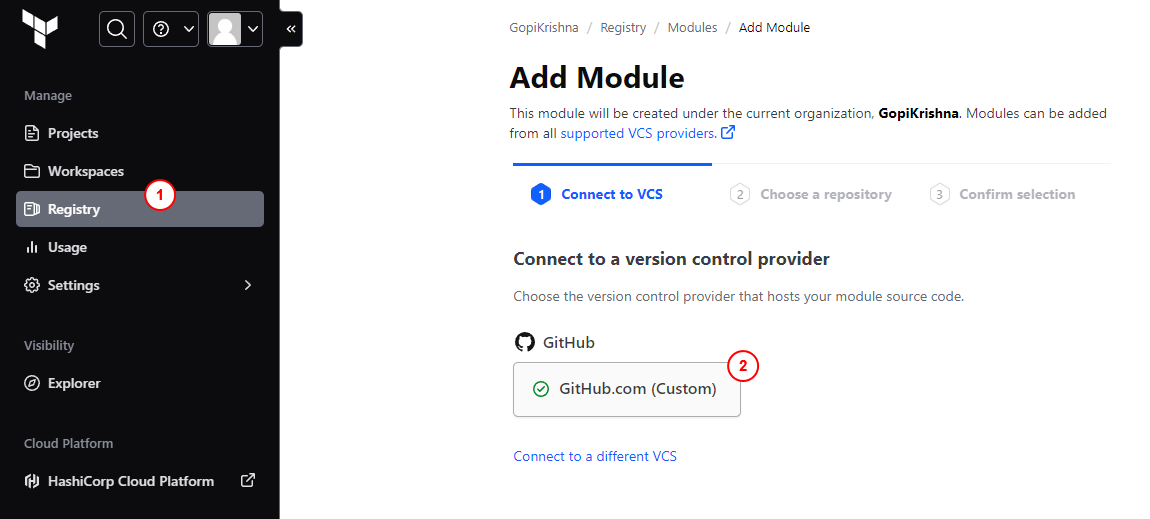 Manage
Projects
Workspaces
1
Registry
Usage
Settings
Visibility
Explorer
Cloud Platform
HashiCorp Cloud Platform
GopiKrishna / Registry / Modules / Add Module
Add Module
This module will be created under the current organization, GopiKrishna. Modules can be added
from all supported VCS providers.
1 Connect to VCS
2 Choose a repository
3 Confirm selection
Connect to a version control provider
Choose the version control provider that hosts your module source code.
GitHub
2
GitHub.com (Custom)
Connect to a different VCS